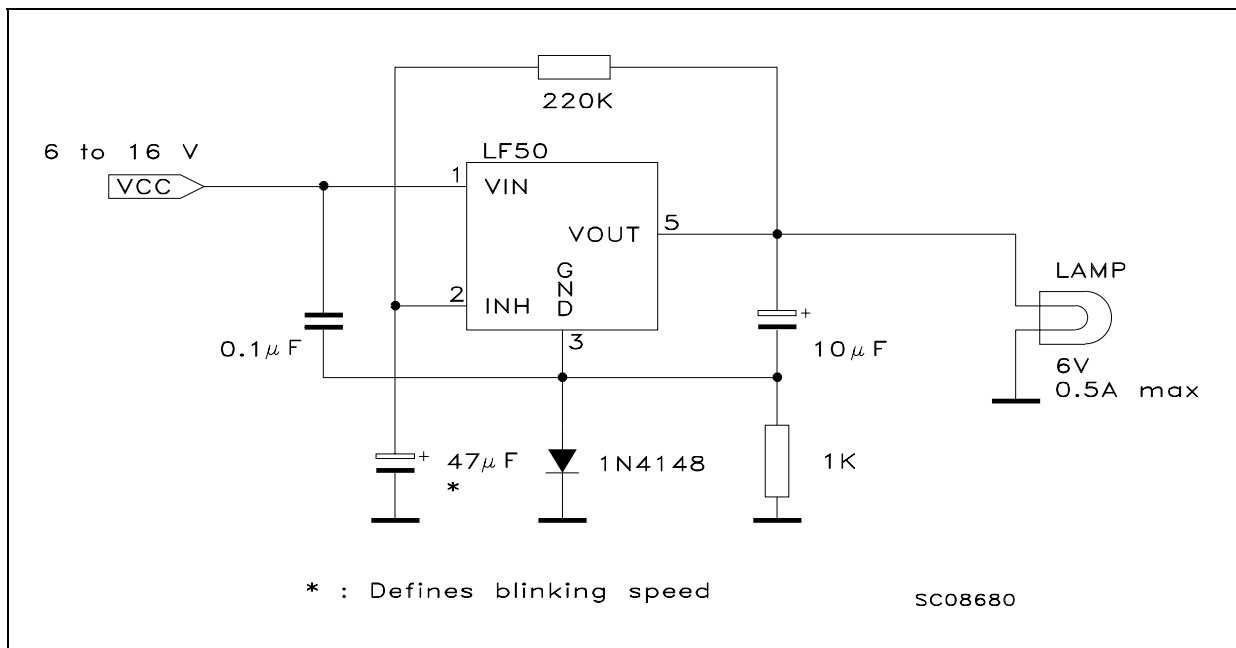 220K
6 to 16 V
LF50
VCC
1
VIN
5
VOUT
LAMP
GND
2
INH
+
3
0.1μF
10μF
6V
0.5A max
+
47μF
*
1N4148
1K
* : Defines blinking speed
SC08680